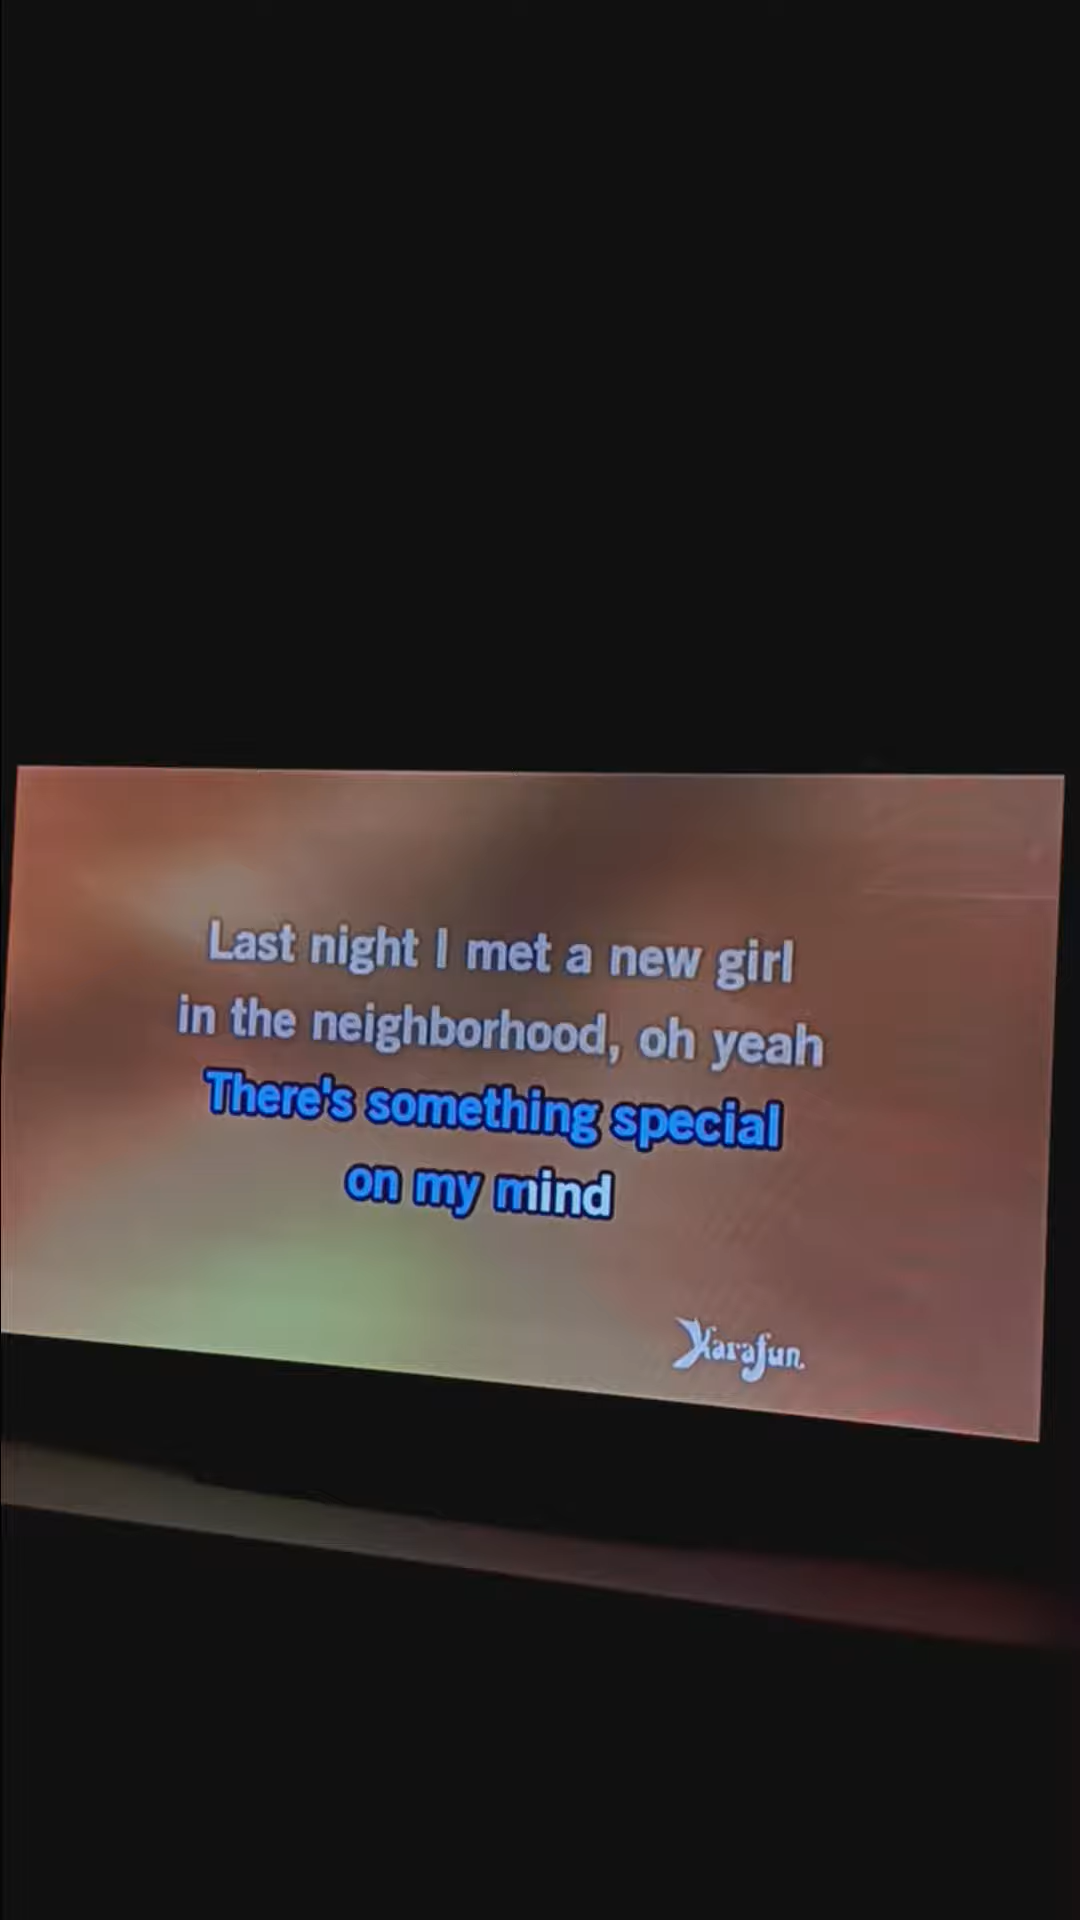 Last night I met a new girl
in the neighborhood, oh yeah
There's something special
on my mind
Karafun